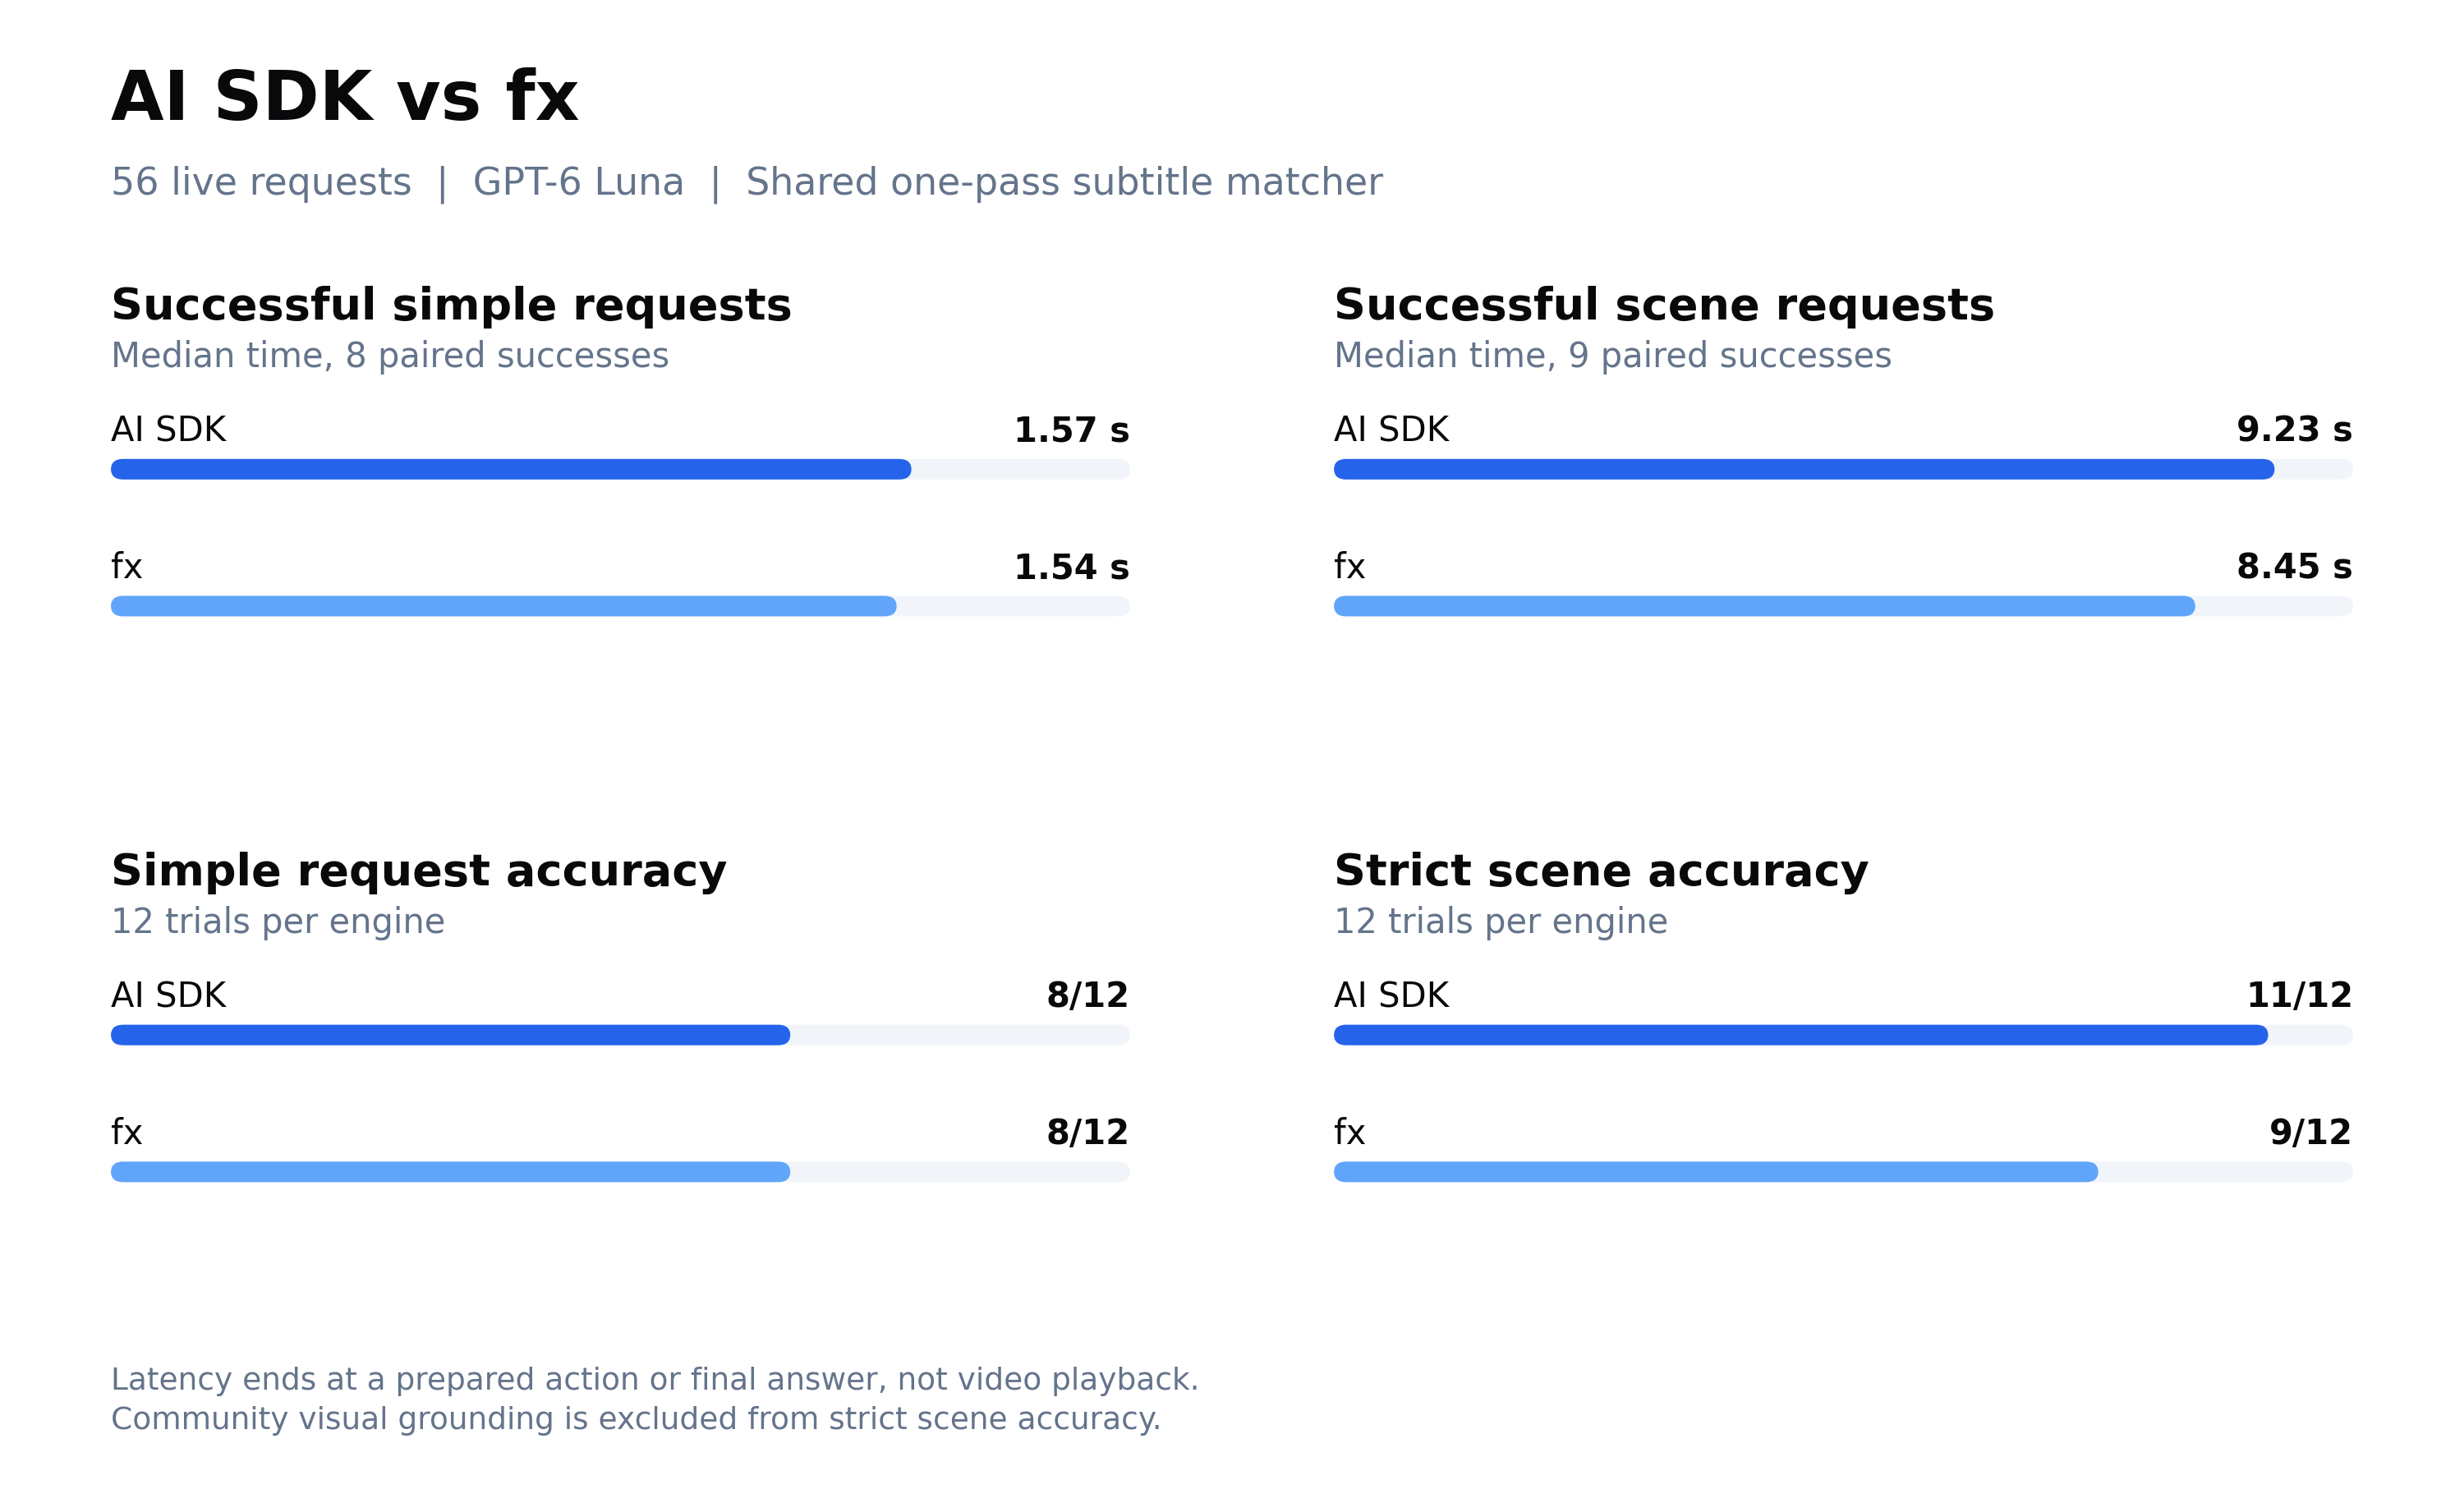 AI SDK vs fx
56 live requests | GPT-6 Luna | Shared one-pass subtitle matcher
Successful simple requests
Median time, 8 paired successes
AI SDK 1.57 s
fx 1.54 s
Successful scene requests
Median time, 9 paired successes
AI SDK 9.23 s
fx 8.45 s
Simple request accuracy
12 trials per engine
AI SDK 8/12
fx 8/12
Strict scene accuracy
12 trials per engine
AI SDK 11/12
fx 9/12
Latency ends at a prepared action or final answer, not video playback.
Community visual grounding is excluded from strict scene accuracy.